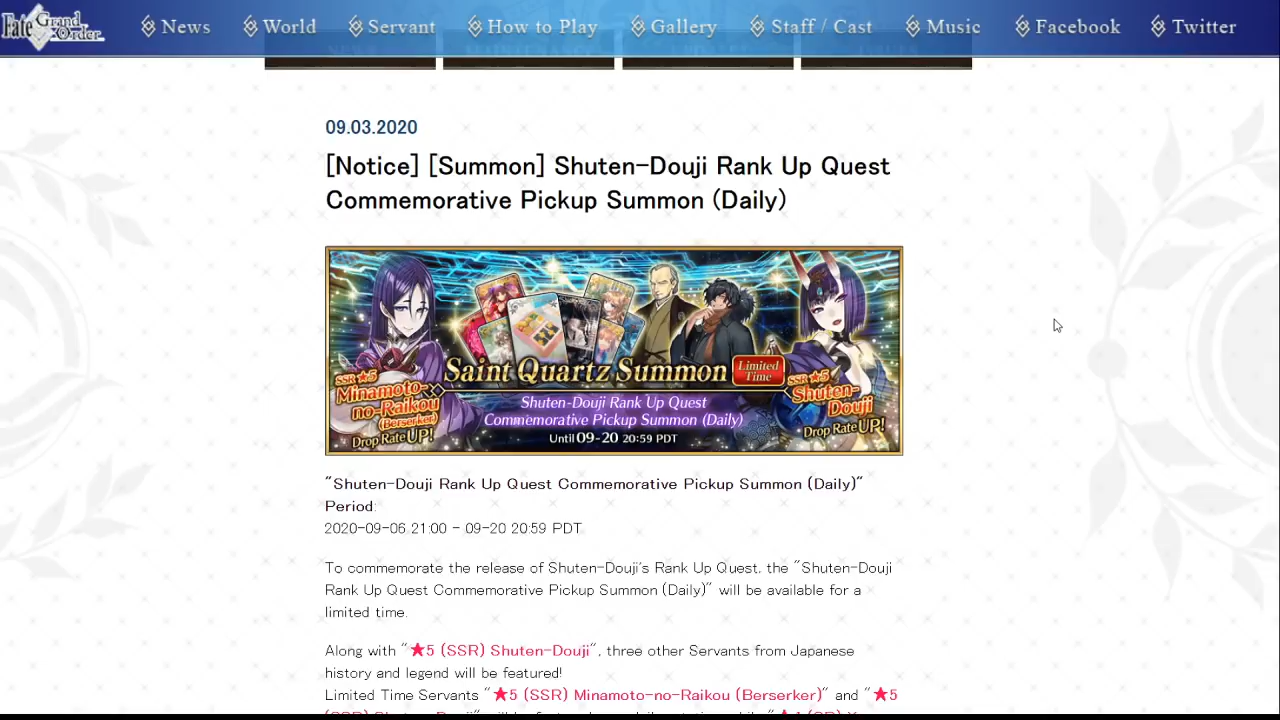 Fate Grand Order
News
World
Servant
How to Play
Gallery
Staff / Cast
Music
Facebook
Twitter
09.03.2020
[Notice] [Summon] Shuten-Douji Rank Up Quest
Commemorative Pickup Summon (Daily)
Saint Quartz Summon
Limited
Time
SSR ★5
Minamoto-
no-Raikou
(Berserker)
Drop Rate UP!
SSR ★5
Shuten-
Douji
Drop Rate UP!
Shuten-Douji Rank Up Quest
Commemorative Pickup Summon (Daily)
Until 09-20 20:59 PDT
"Shuten-Douji Rank Up Quest Commemorative Pickup Summon (Daily)"
Period:
2020-09-06 21:00 - 09-20 20:59 PDT
To commemorate the release of Shuten-Douji's Rank Up Quest, the "Shuten-Douji
Rank Up Quest Commemorative Pickup Summon (Daily)" will be available for a
limited time.
Along with "★5 (SSR) Shuten-Douji", three other Servants from Japanese
history and legend will be featured!
Limited Time Servants "★5 (SSR) Minamoto-no-Raikou (Berserker)" and "★5